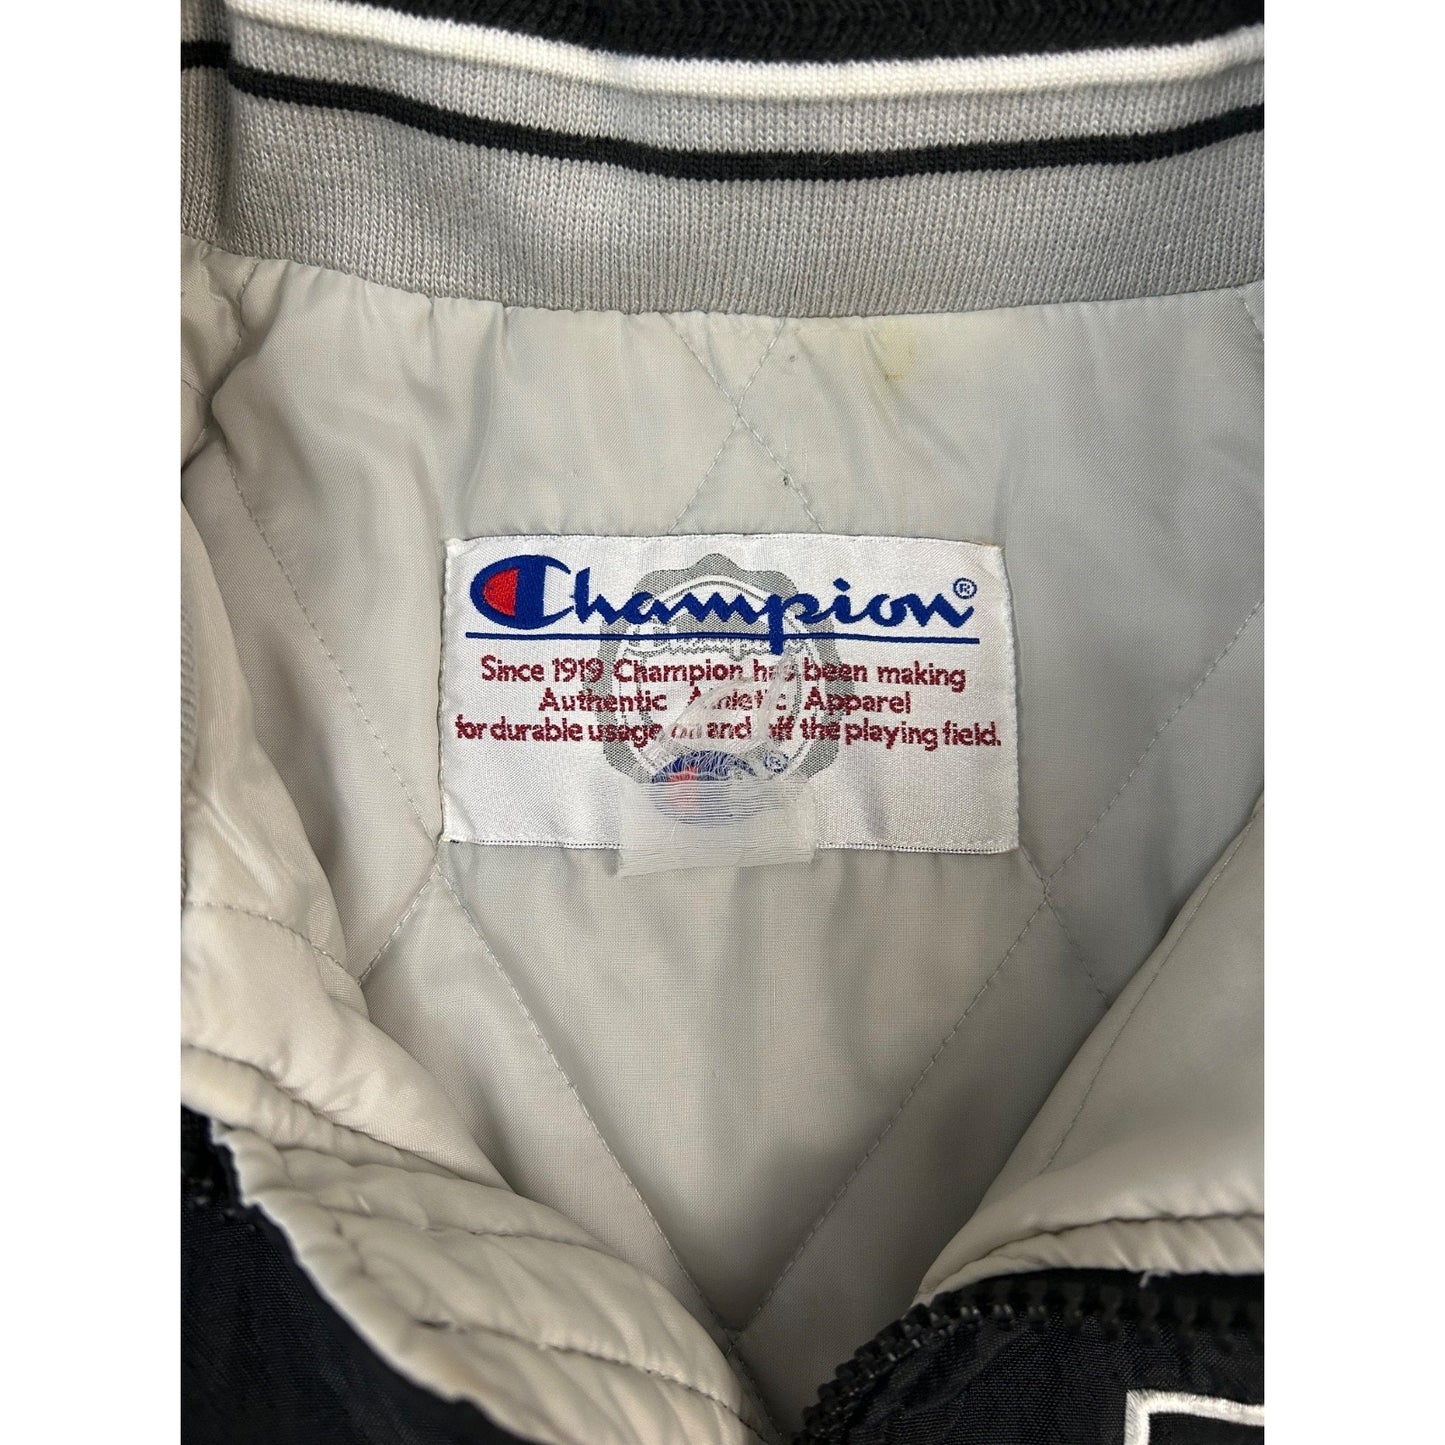 Champion®
Since 1919 Champion has been making
Authentic Athletic Apparel
for durable usage on and off the playing field.
Champion
®